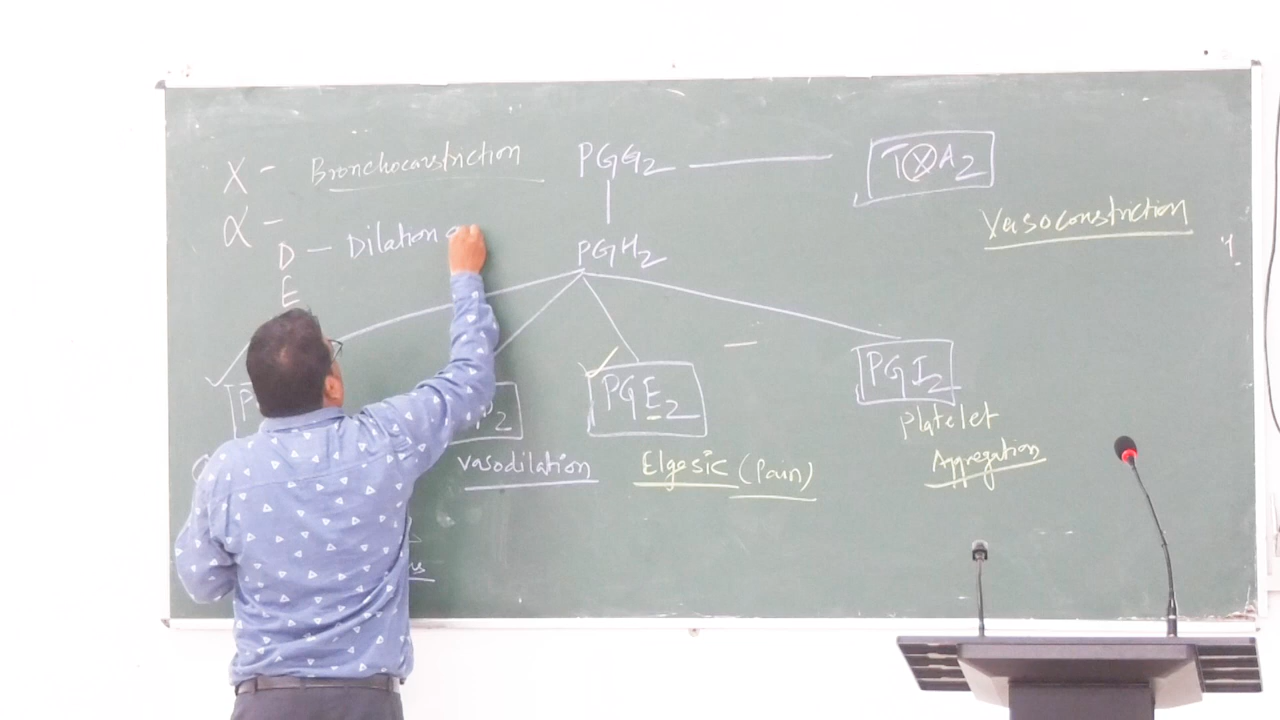 X - Bronchoconstriction
PGG2 — TXA2
α -
Vasoconstriction
D - Dilation
PGH2
E
PGE2
PGI2
Platelet
Aggregation
vasodilation
Elgesic (Pain)